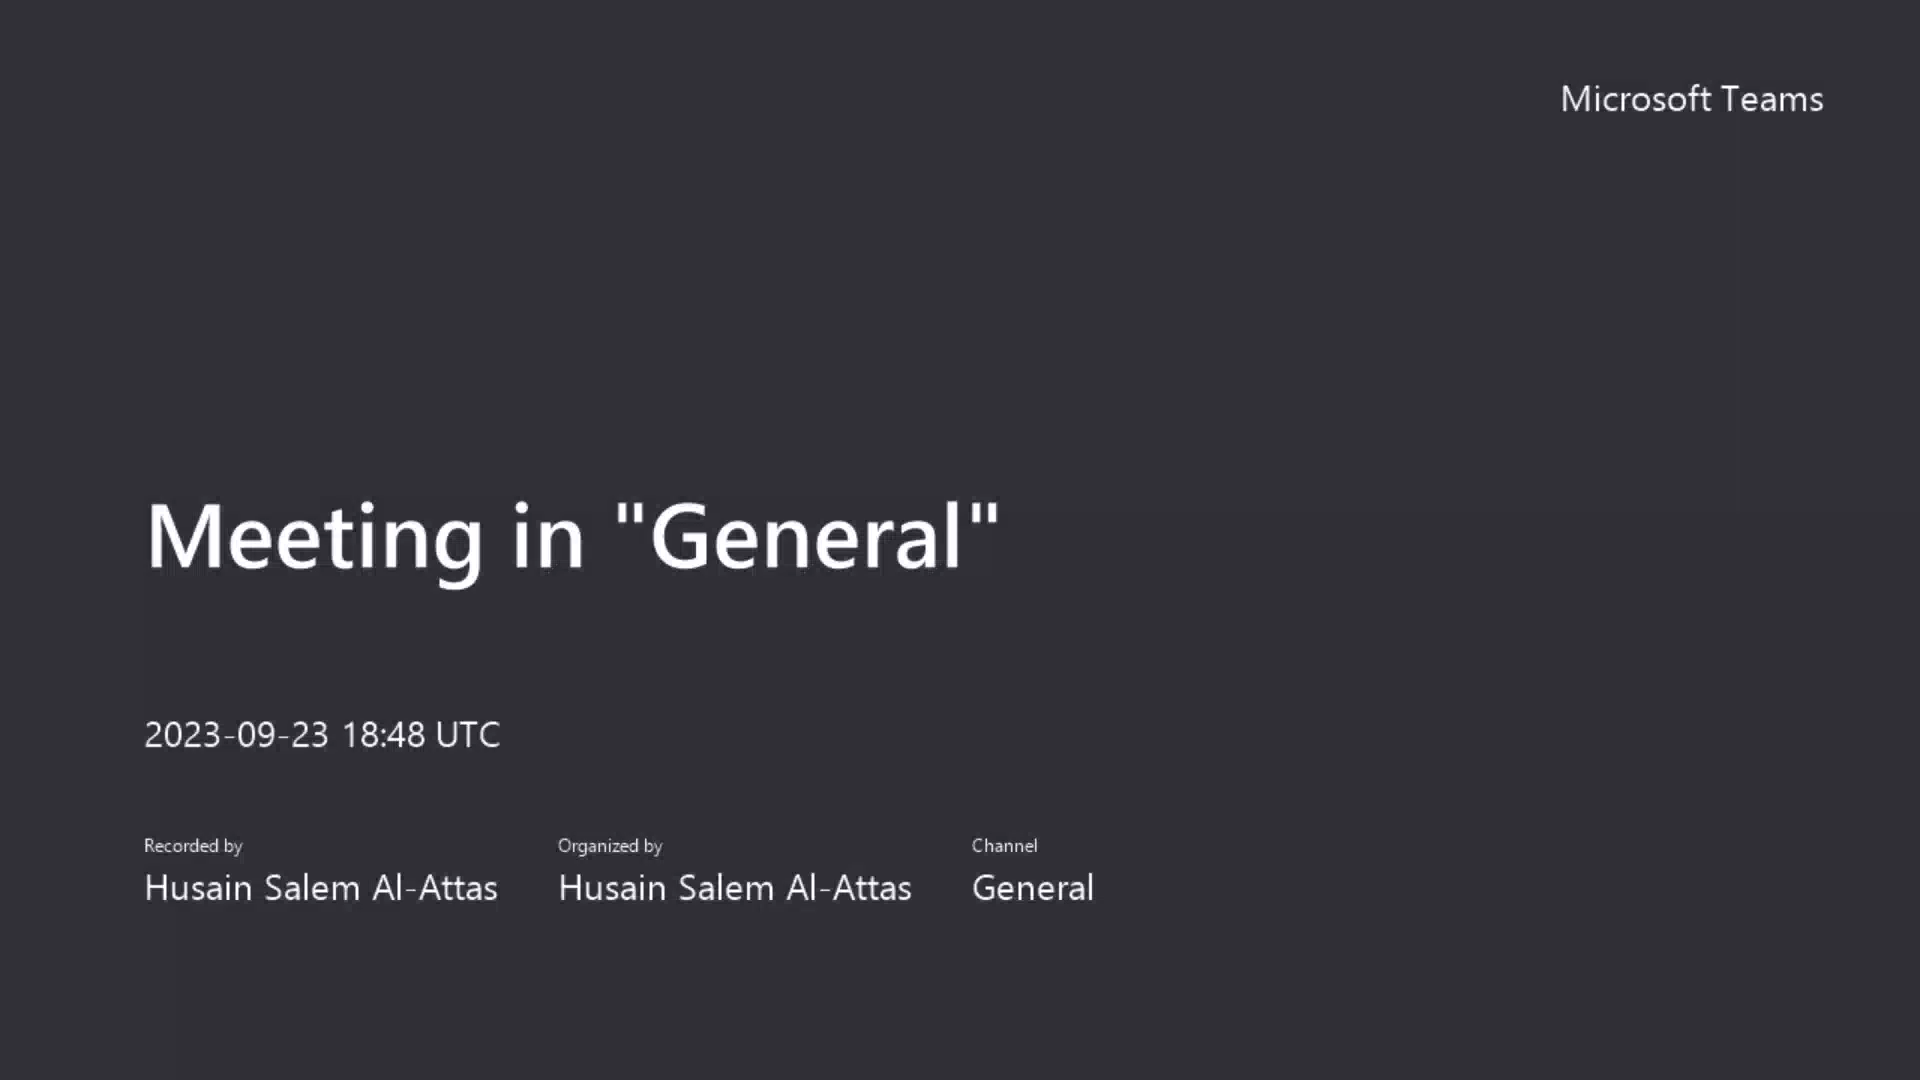 Microsoft Teams
Meeting in "General"
2023-09-23 18:48 UTC
Recorded by
Husain Salem Al-Attas
Organized by
Husain Salem Al-Attas
Channel
General